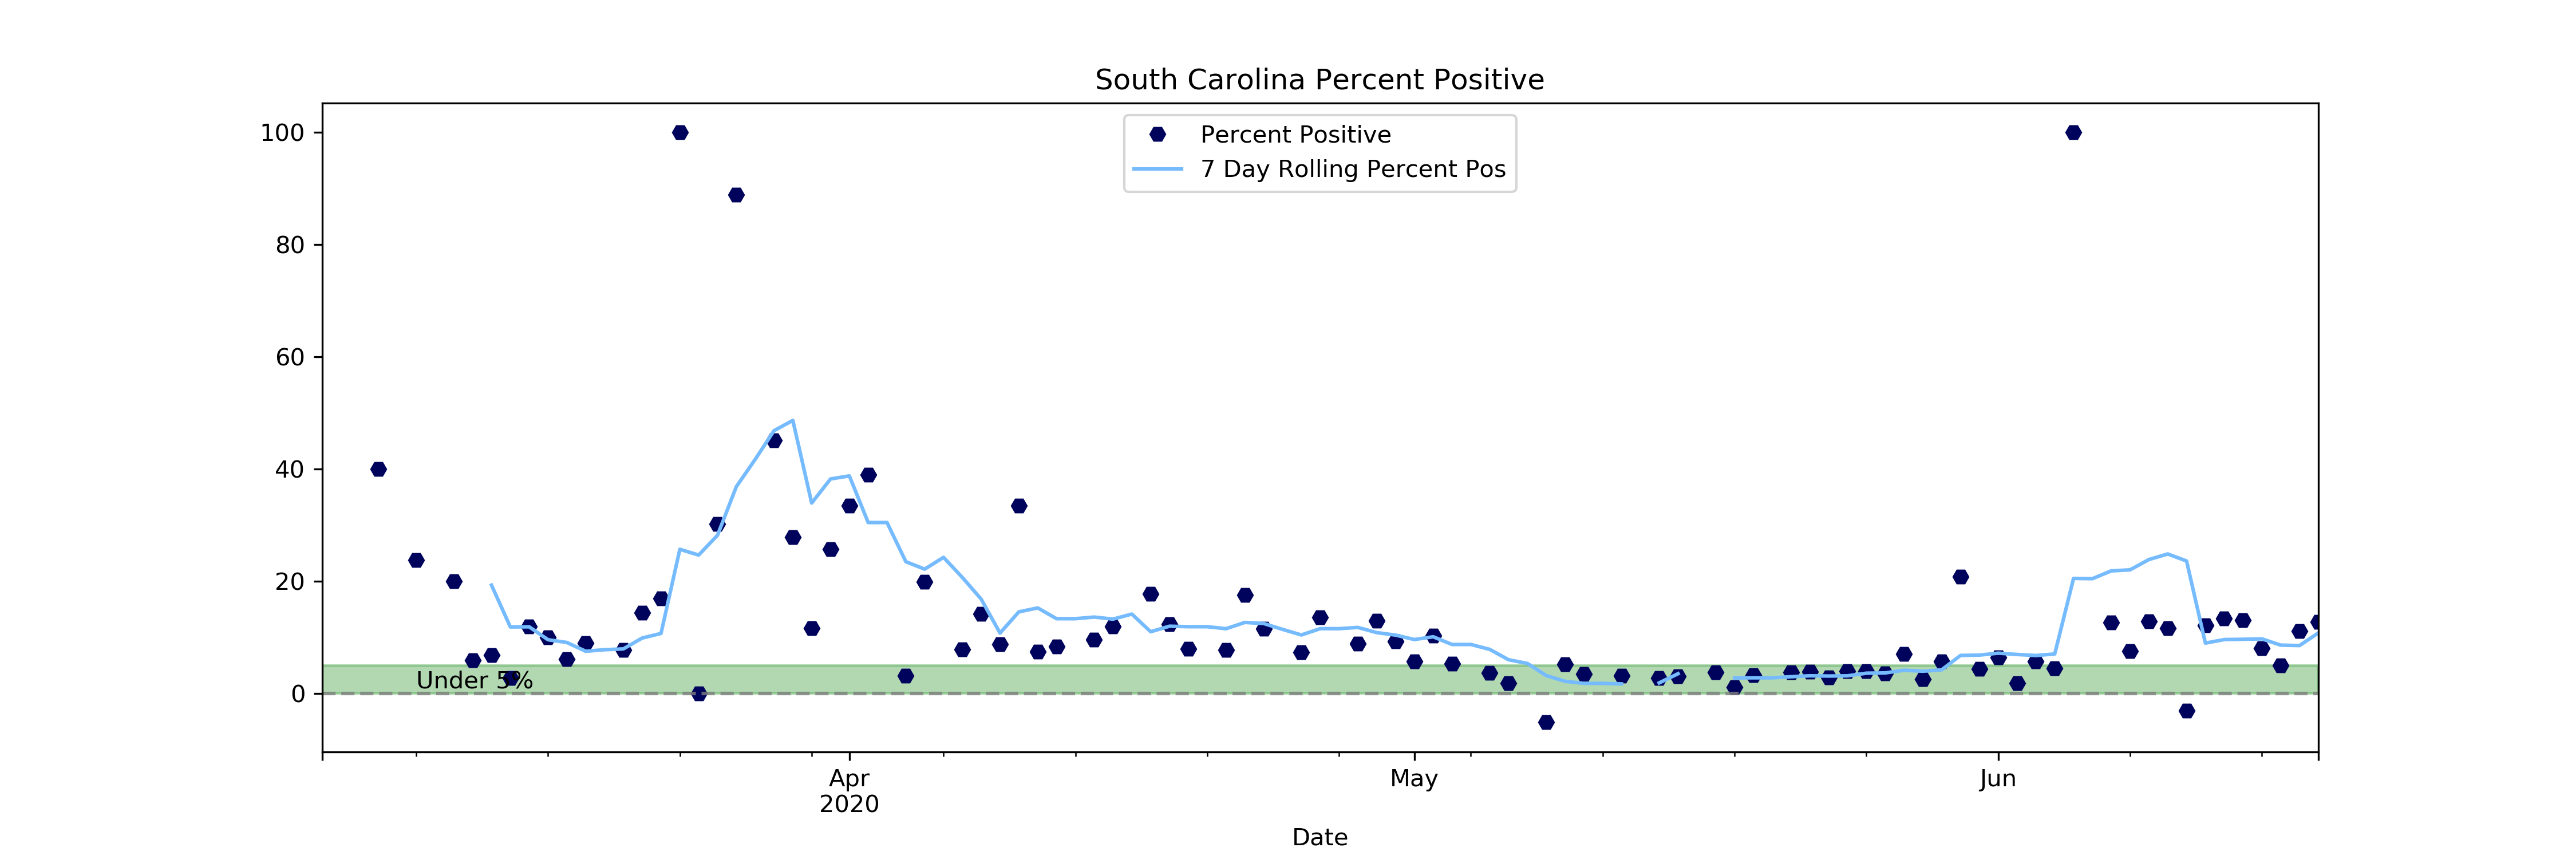 South Carolina Percent Positive
100
80
60
40
20
0
Percent Positive
7 Day Rolling Percent Pos
Under 5%
Apr
2020
May
Jun
Date